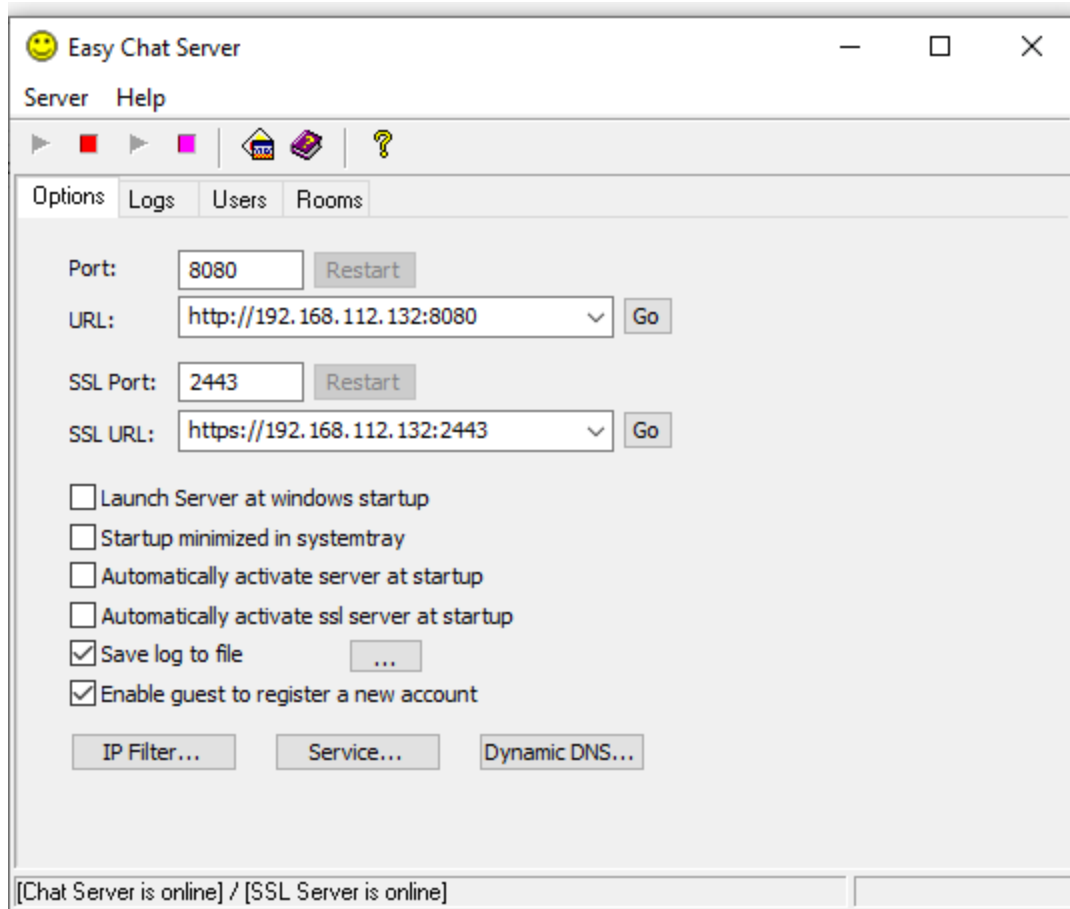 Easy Chat Server
Server Help
Options Logs Users Rooms
Port: 8080 Restart
URL: http://192.168.112.132:8080 Go
SSL Port: 2443 Restart
SSL URL: https://192.168.112.132:2443 Go
Launch Server at windows startup
Startup minimized in systemtray
Automatically activate server at startup
Automatically activate ssl server at startup
Save log to file ...
Enable guest to register a new account
IP Filter... Service... Dynamic DNS...
[Chat Server is online] / [SSL Server is online]